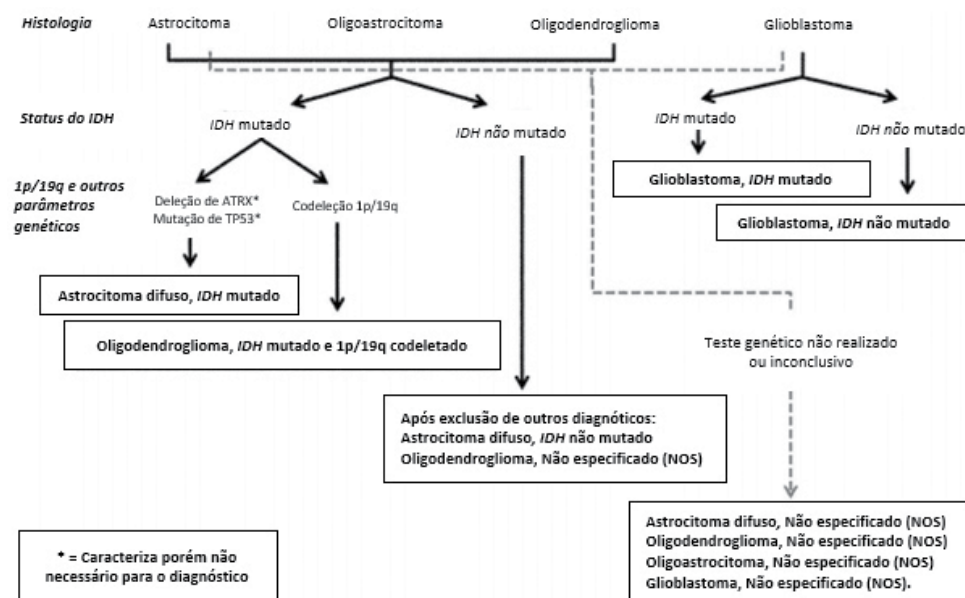 Histologia
Astrocitoma
Oligoastrocitoma
Oligodendroglioma
Glioblastoma
Status do IDH
IDH mutado
IDH não mutado
IDH mutado
IDH não mutado
1p/19q e outros
parâmetros
genéticos
Deleção de ATRX*
Mutação de TP53*
Codeleção 1p/19q
Glioblastoma, IDH mutado
Glioblastoma, IDH não mutado
Astrocitoma difuso, IDH mutado
Oligodendroglioma, IDH mutado e 1p/19q codeletado
Teste genético não realizado
ou inconclusivo
Após exclusão de outros diagnóticos:
Astrocitoma difuso, IDH não mutado
Oligodendroglioma, Não especificado (NOS)
Astrocitoma difuso, Não especificado (NOS)
Oligodendroglioma, Não especificado (NOS)
Oligoastrocitoma, Não especificado (NOS)
Glioblastoma, Não especificado (NOS).
* = Caracteriza porém não
necessário para o diagnóstico